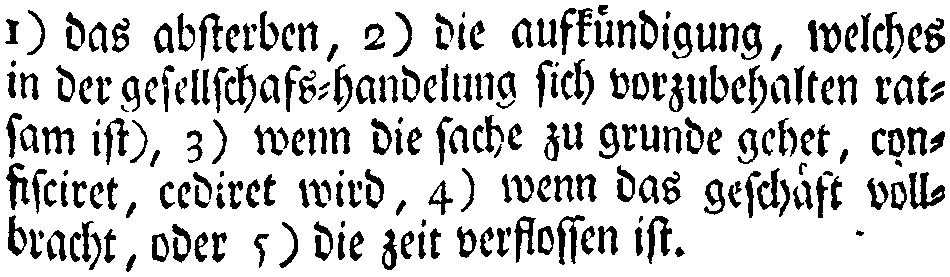 1) das absterben, 2) die aufkündigung, welches
in der gesellschafs-handelung sich vorzubehalten rat-
sam ist), 3) wenn die sache zu grunde gehet, con-
fisciret, cediret wird, 4) wenn das geschäft voll-
bracht, oder 5) die zeit verflossen ist.